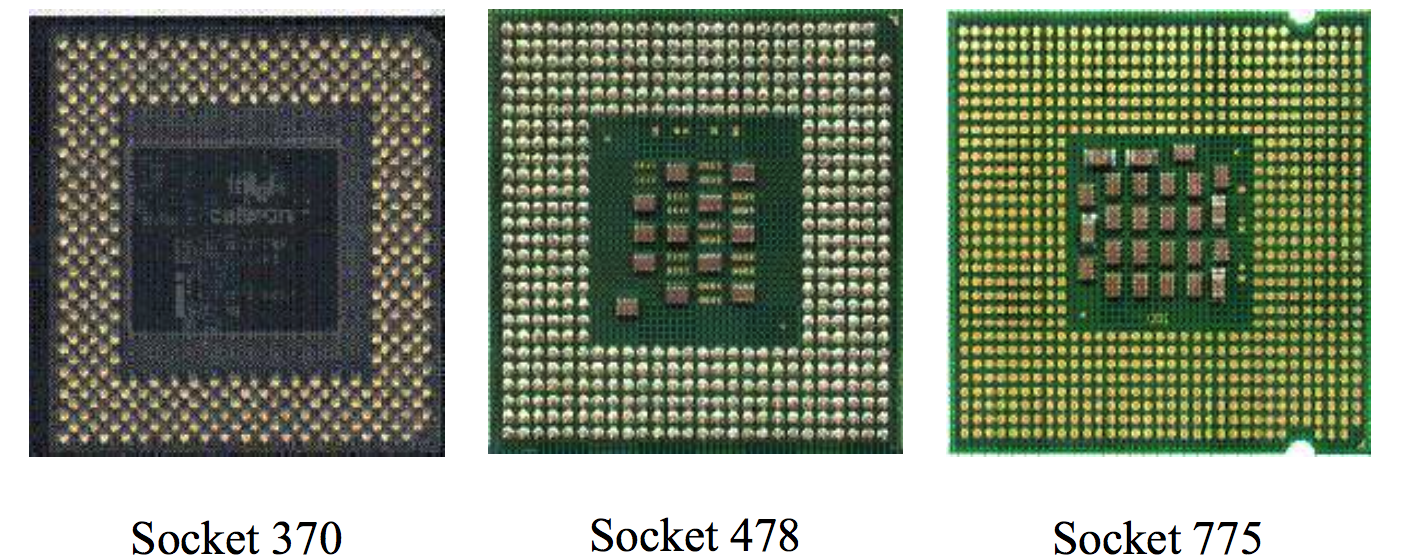 intel
celeron
Socket 370
Socket 478
Socket 775